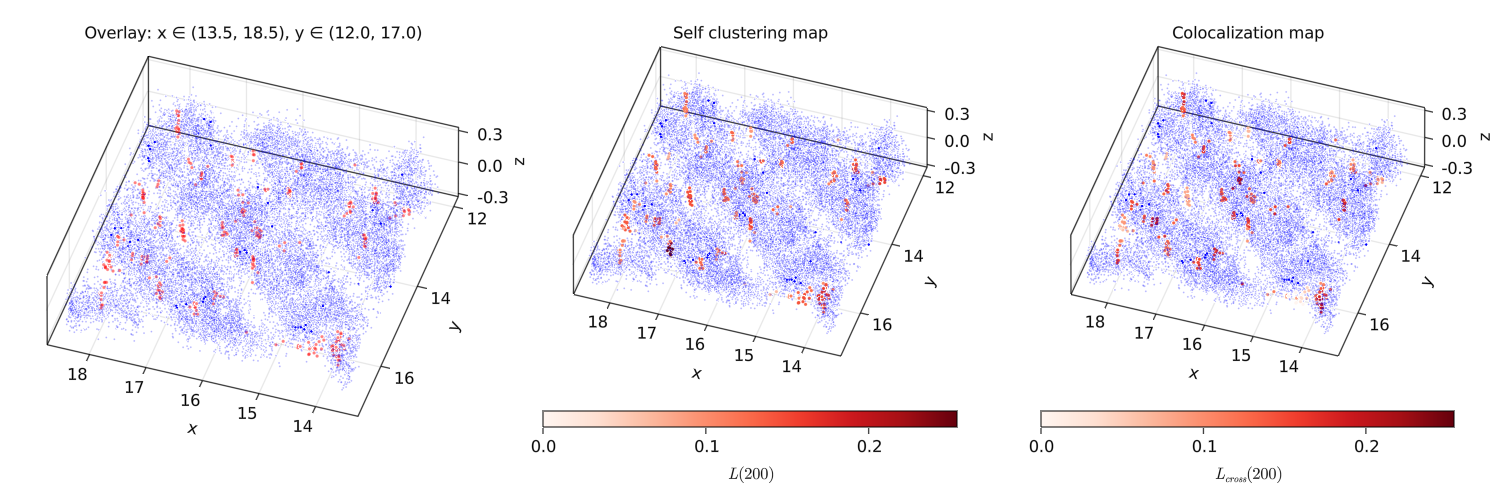 Overlay: x ∈ (13.5, 18.5), y ∈ (12.0, 17.0)
0.3
0.0
-0.3
z
12
14
16
y
18
17
16
15
14
x
Self clustering map
0.3
0.0
-0.3
z
12
14
16
y
18
17
16
15
14
x
0.0
0.1
0.2
L(200)
Colocalization map
0.3
0.0
-0.3
z
12
14
16
y
18
17
16
15
14
x
0.0
0.1
0.2
L_cross(200)